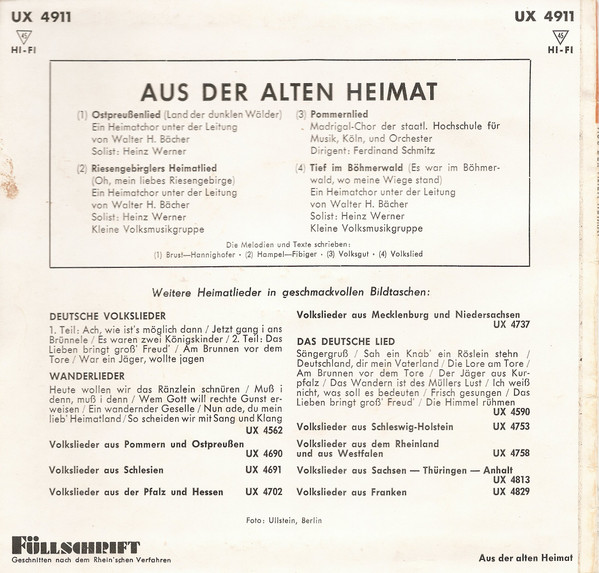 UX 4911
UX 4911
45
45
HI-FI
HI-FI
AUS DER ALTEN HEIMAT
(1) Ostpreußenlied (Land der dunklen Wälder)
Ein Heimatchor unter der Leitung
von Walter H. Bächer
Solist: Heinz Werner
(2) Riesengebirglers Heimatlied
(Oh, mein liebes Riesengebirge)
Ein Heimatchor unter der Leitung
von Walter H. Bächer
Solist: Heinz Werner
Kleine Volksmusikgruppe
(3) Pommernlied
Madrigal-Chor der staatl. Hochschule für
Musik, Köln, und Orchester
Dirigent: Ferdinand Schmitz
(4) Tief im Böhmerwald (Es war im Böhmer-
wald, wo meine Wiege stand)
Ein Heimatchor unter der Leitung
von Walter H. Bächer
Solist: Heinz Werner
Kleine Volksmusikgruppe
Die Melodien und Texte schrieben:
(1) Brust—Hannighofer · (2) Hampel—Fibiger · (3) Volksgut · (4) Volkslied
Weitere Heimatlieder in geschmackvollen Bildtaschen:
DEUTSCHE VOLKSLIEDER
1. Teil: Ach, wie ist's möglich dann / Jetzt gang i ans
Brünnele / Es waren zwei Königskinder / 2. Teil: Das
Lieben bringt groß' Freud' / Am Brunnen vor dem
Tore / War ein Jäger, wollte jagen
WANDERLIEDER
Heute wollen wir das Ränzlein schnüren / Muß i
denn, muß i denn / Wem Gott will rechte Gunst er-
weisen / Ein wandernder Geselle / Nun ade, du mein
lieb' Heimatland / So scheiden wir mit Sang und Klang
UX 4562
Volkslieder aus Pommern und Ostpreußen
UX 4690
Volkslieder aus Schlesien UX 4691
Volkslieder aus der Pfalz und Hessen UX 4702
Volkslieder aus Mecklenburg und Niedersachsen
UX 4737
DAS DEUTSCHE LIED
Sängergruß / Sah ein Knab' ein Röslein stehn /
Deutschland, dir mein Vaterland / Die Lore am Tore /
Am Brunnen vor dem Tore / Der Jäger aus Kur-
pfalz / Das Wandern ist des Müllers Lust / Ich weiß
nicht, was soll es bedeuten / Frisch gesungen / Das
Lieben bringt groß' Freud' / Die Himmel rühmen
UX 4590
Volkslieder aus Schleswig-Holstein UX 4753
Volkslieder aus dem Rheinland
und aus Westfalen UX 4758
Volkslieder aus Sachsen — Thüringen — Anhalt
UX 4813
Volkslieder aus Franken UX 4829
Foto: Ullstein, Berlin
FÜLLSCHRIFT
Geschnitten nach dem Rhein'schen Verfahren
Aus der alten Heimat